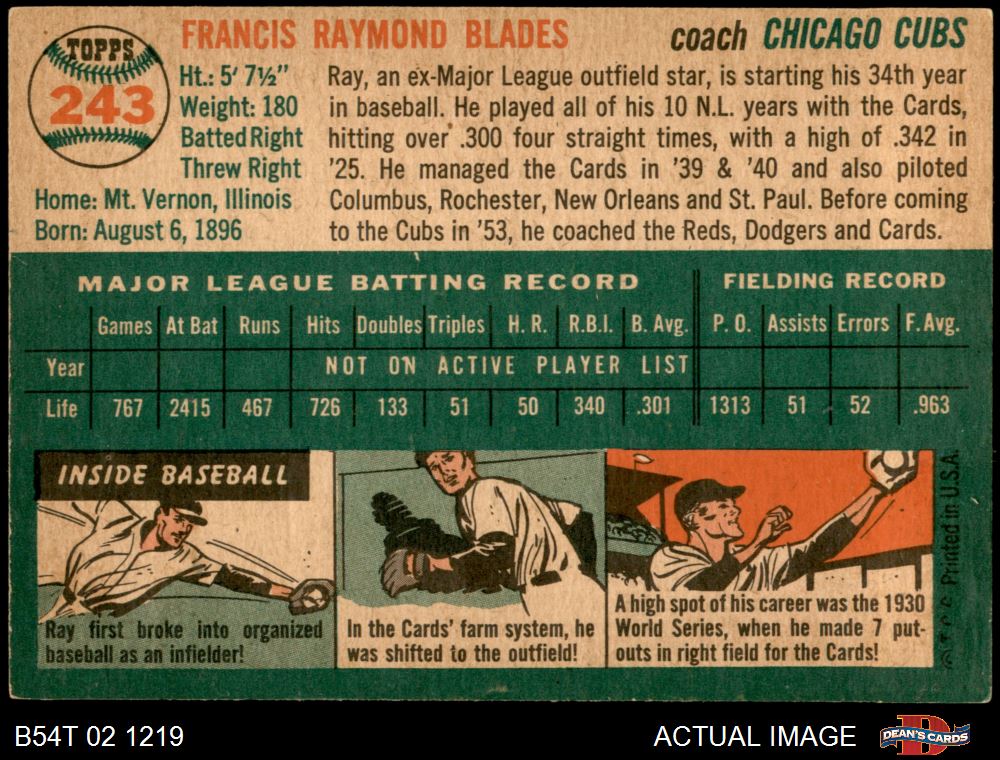 TOPPS
243
FRANCIS RAYMOND BLADES
coach CHICAGO CUBS
Ht.: 5' 7½"
Weight: 180
Batted Right
Threw Right
Home: Mt. Vernon, Illinois
Born: August 6, 1896
Ray, an ex-Major League outfield star, is starting his 34th year
in baseball. He played all of his 10 N.L. years with the Cards,
hitting over .300 four straight times, with a high of .342 in
'25. He managed the Cards in '39 & '40 and also piloted
Columbus, Rochester, New Orleans and St. Paul. Before coming
to the Cubs in '53, he coached the Reds, Dodgers and Cards.
MAJOR LEAGUE BATTING RECORD FIELDING RECORD
Games At Bat Runs Hits Doubles Triples H. R. R.B.I. B. Avg. P. O. Assists Errors F. Avg.
Year NOT ON ACTIVE PLAYER LIST
Life 767 2415 467 726 133 51 50 340 .301 1313 51 52 .963
INSIDE BASEBALL
Ray first broke into organized
baseball as an infielder!
In the Cards' farm system, he
was shifted to the outfield!
A high spot of his career was the 1930
World Series, when he made 7 put-
outs in right field for the Cards!
© T. C. G. Printed in U.S.A.
B54T 02 1219
ACTUAL IMAGE
DEAN'S CARDS